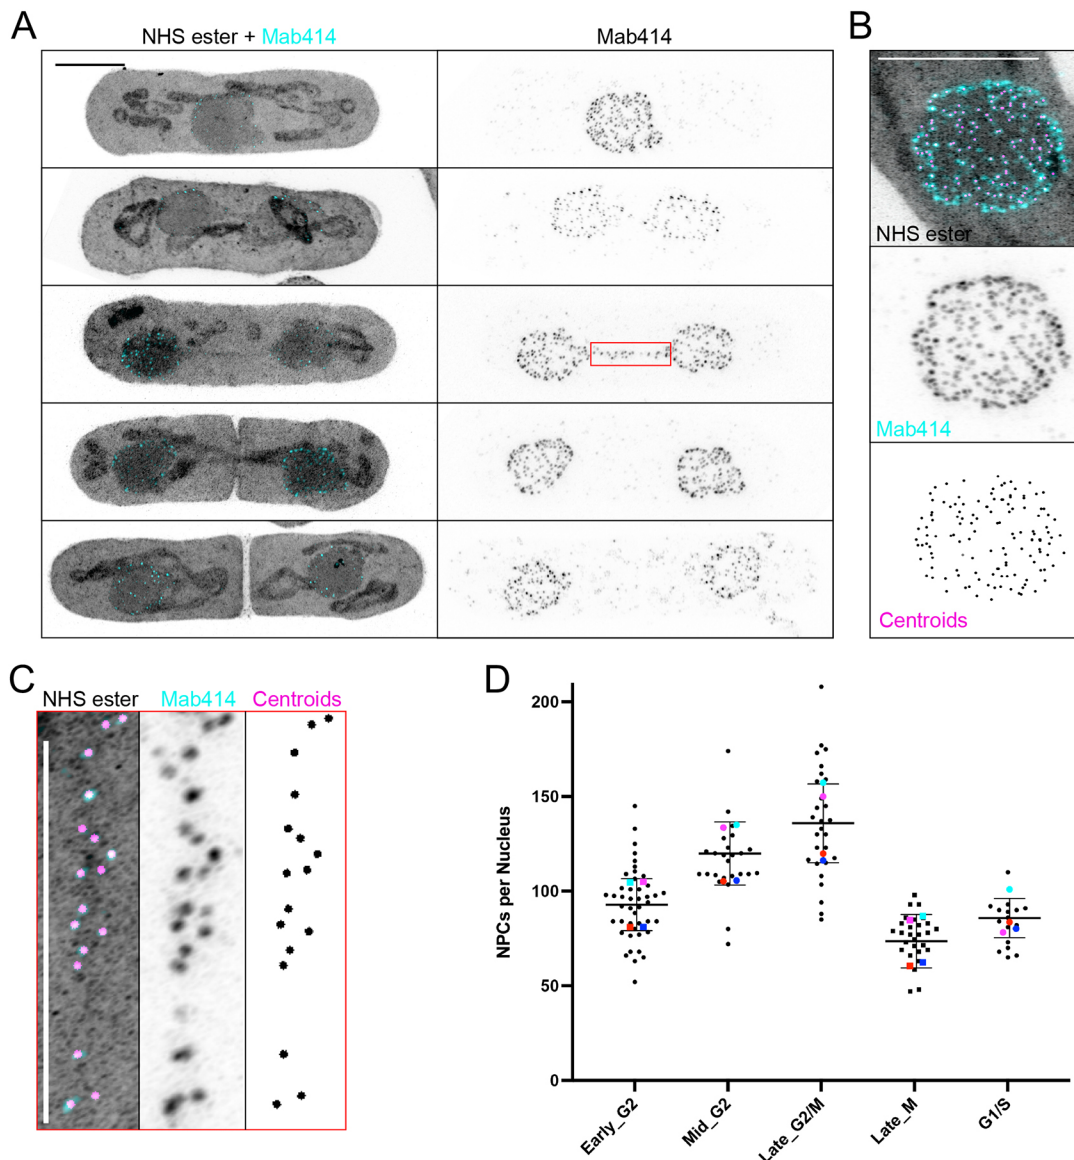 A
NHS ester + Mab414
Mab414
B
NHS ester
Mab414
Centroids
C
NHS ester
Mab414
Centroids
D
NPCs per Nucleus
200
150
100
50
0
Early_G2
Mid_G2
Late_G2/M
Late_M
G1/S